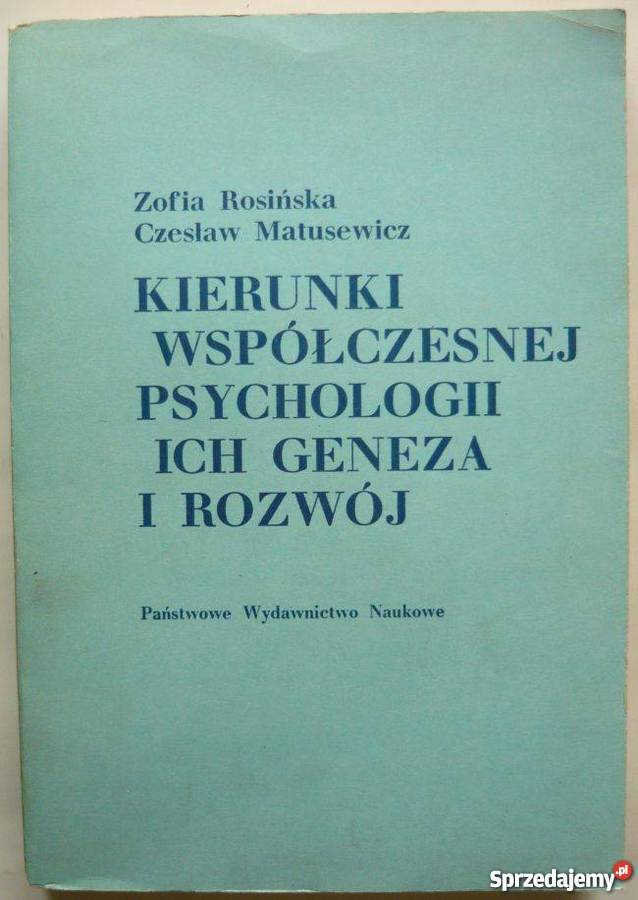 Zofia Rosińska
Czesław Matusewicz
KIERUNKI
WSPÓŁCZESNEJ
PSYCHOLOGII
ICH GENEZA
I ROZWÓJ
Państwowe Wydawnictwo Naukowe
Sprzedajemy.pl